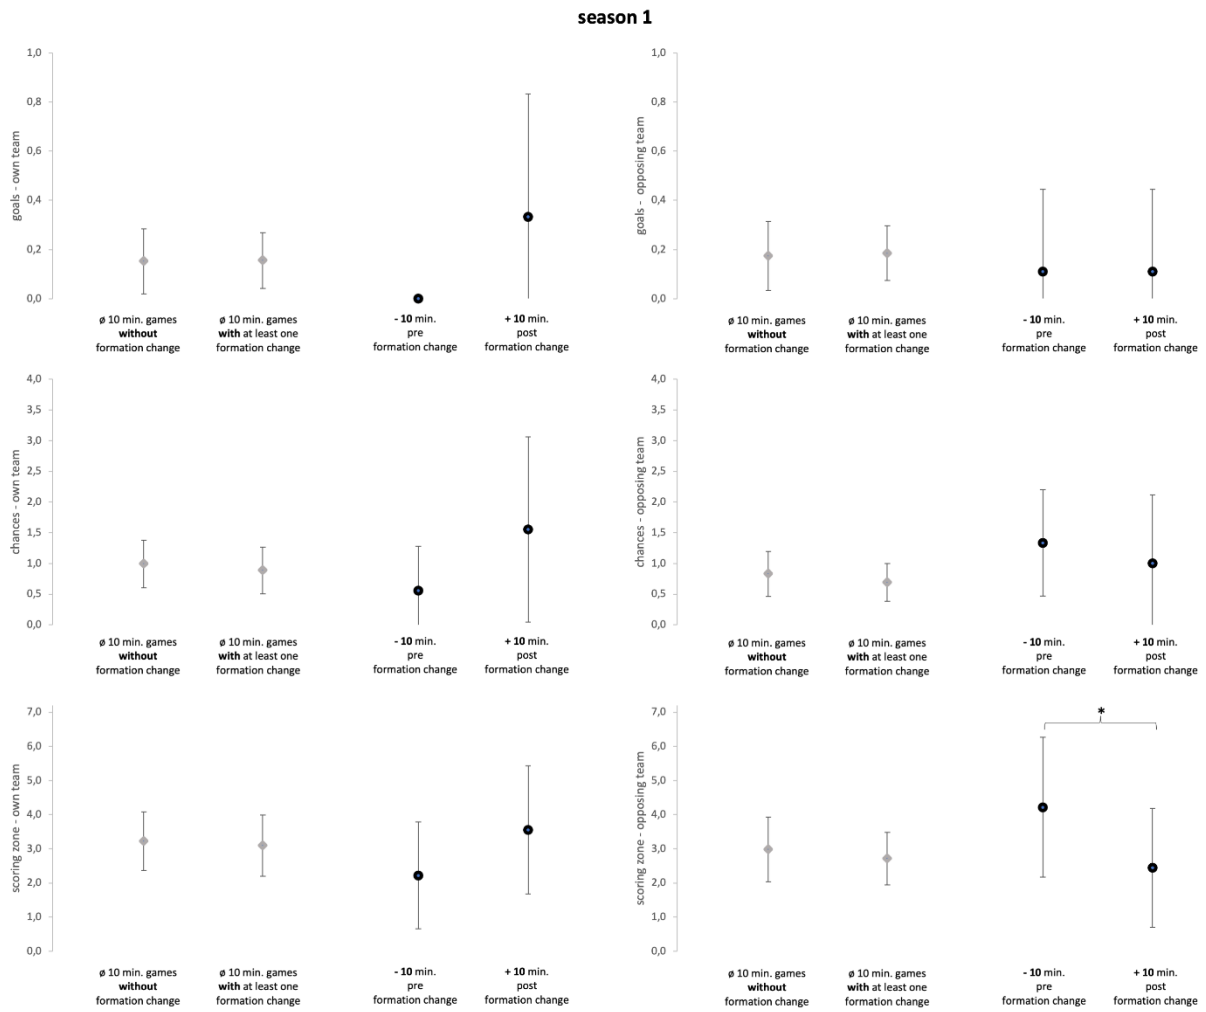 season 1
goals - own team
1,0
0,8
0,6
0,4
0,2
0,0
ø 10 min. games
without
formation change
ø 10 min. games
with at least one
formation change
- 10 min.
pre
formation change
+ 10 min.
post
formation change
goals - opposing team
1,0
0,8
0,6
0,4
0,2
0,0
ø 10 min. games
without
formation change
ø 10 min. games
with at least one
formation change
- 10 min.
pre
formation change
+ 10 min.
post
formation change
chances - own team
4,0
3,5
3,0
2,5
2,0
1,5
1,0
0,5
0,0
ø 10 min. games
without
formation change
ø 10 min. games
with at least one
formation change
- 10 min.
pre
formation change
+ 10 min.
post
formation change
chances - opposing team
4,0
3,5
3,0
2,5
2,0
1,5
1,0
0,5
0,0
ø 10 min. games
without
formation change
ø 10 min. games
with at least one
formation change
- 10 min.
pre
formation change
+ 10 min.
post
formation change
scoring zone - own team
7,0
6,0
5,0
4,0
3,0
2,0
1,0
0,0
ø 10 min. games
without
formation change
ø 10 min. games
with at least one
formation change
- 10 min.
pre
formation change
+ 10 min.
post
formation change
scoring zone - opposing team
7,0
6,0
5,0
4,0
3,0
2,0
1,0
0,0
*
ø 10 min. games
without
formation change
ø 10 min. games
with at least one
formation change
- 10 min.
pre
formation change
+ 10 min.
post
formation change